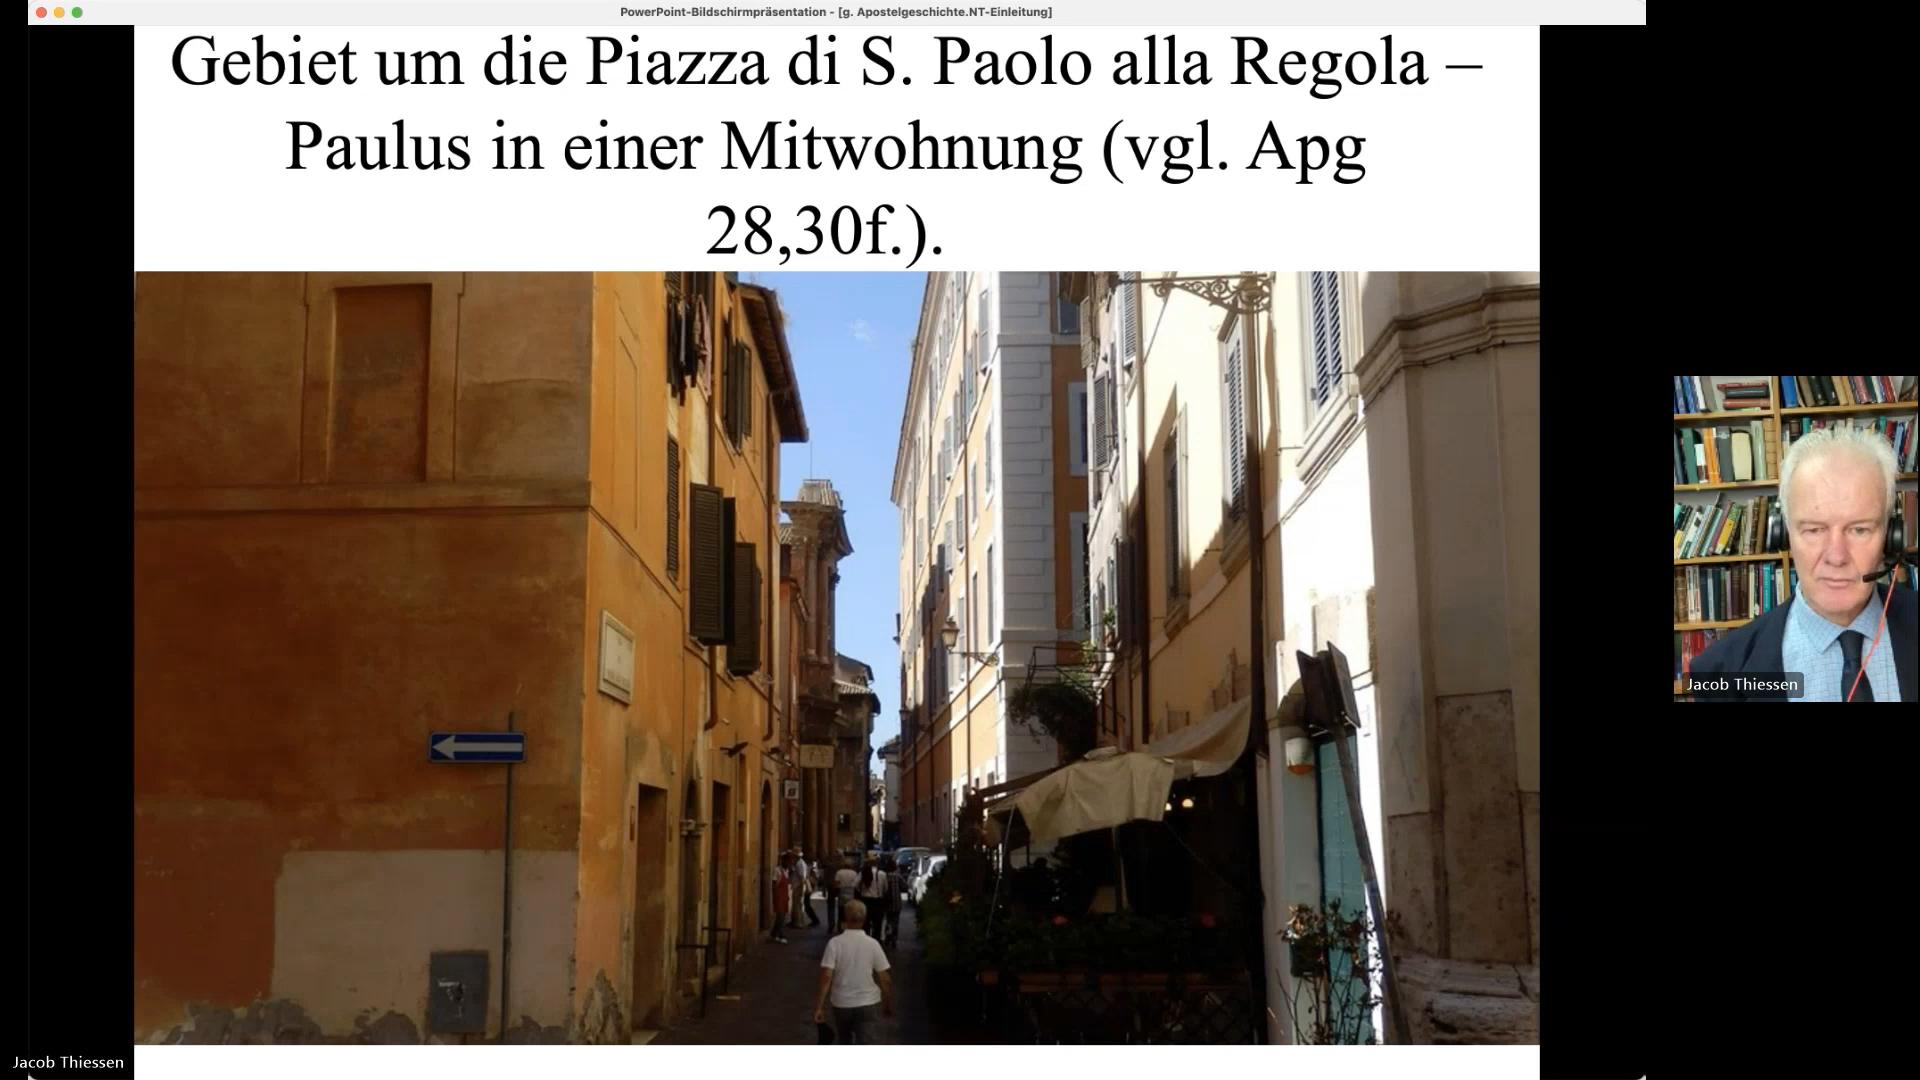 PowerPoint-Bildschirmpräsentation - [g. Apostelgeschichte.NT-Einleitung]
Gebiet um die Piazza di S. Paolo alla Regola –
Paulus in einer Mitwohnung (vgl. Apg
28,30f.).
Jacob Thiessen
Jacob Thiessen